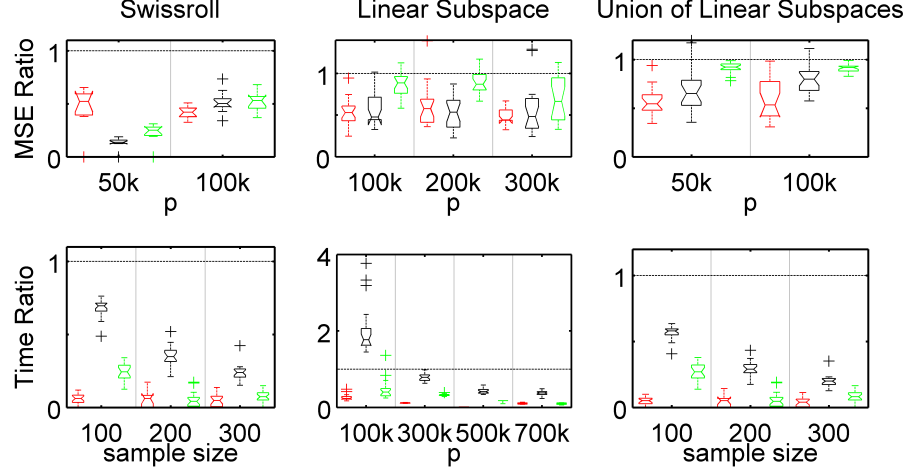 Swissroll Linear Subspace Union of Linear Subspaces
MSE Ratio
1
0
50k 100k
p
1
0
100k 200k 300k
p
1
0
50k 100k
p
Time Ratio
1
0
100 200 300
sample size
4
2
0
100k 300k 500k 700k
p
1
0
100 200 300
sample size